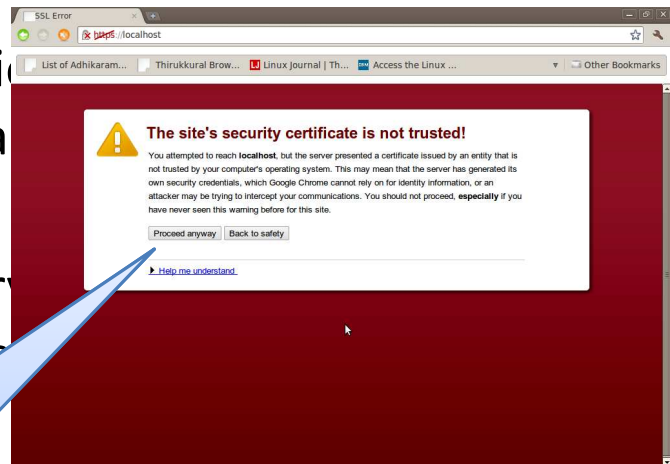 SSL Error
https://localhost
List of Adhikaram... Thirukkural Brow... Linux Journal | Th... Access the Linux ... Other Bookmarks
The site's security certificate is not trusted!
You attempted to reach localhost, but the server presented a certificate issued by an entity that is
not trusted by your computer's operating system. This may mean that the server has generated its
own security credentials, which Google Chrome cannot rely on for identity information, or an
attacker may be trying to intercept your communications. You should not proceed, especially if you
have never seen this warning before for this site.
Proceed anyway Back to safety
Help me understand